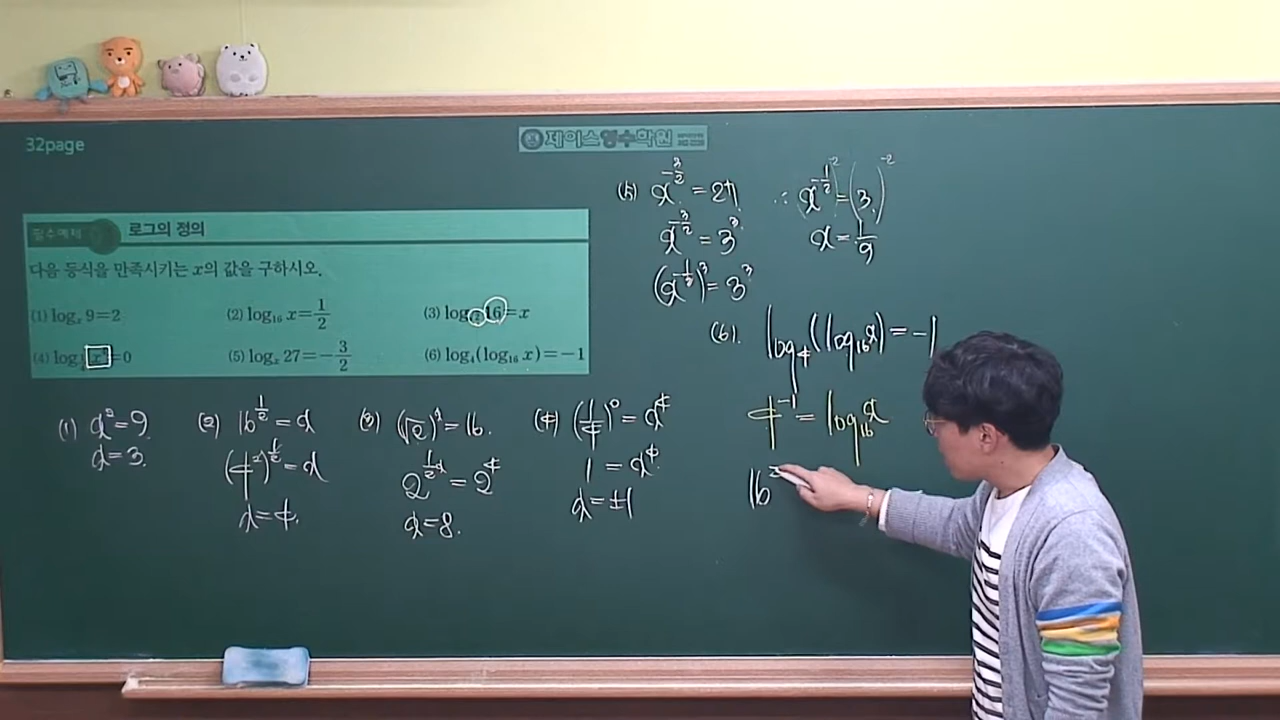 32page
제이스영수학원
필수예제 로그의 정의
다음 등식을 만족시키는 x의 값을 구하시오.
(1) logₓ 9=2 (2) log₁₆ x=1/2 (3) log√2 16=x
(4) log x⁴=0 (5) logₓ 27=-3/2 (6) log₄(log₁₆ x)=-1
(1) x²=9.
x=3.
(2) 16^(1/2)=x
(4²)^(1/2)=x
x=4.
(3) (√2)^x=16.
2^(1/2 x)=2⁴
x=8.
(4) (1/4)⁰=x⁴
1=x⁴.
x=±1
(5) x^(-3/2)=27
x^(-3/2)=3³
(x^(-1/2))³=3³
∴ (x^(-1/2))^-2=(3)^-2
x=1/9
(6). log₄(log₁₆x)=-1
4⁻¹=log₁₆x
16